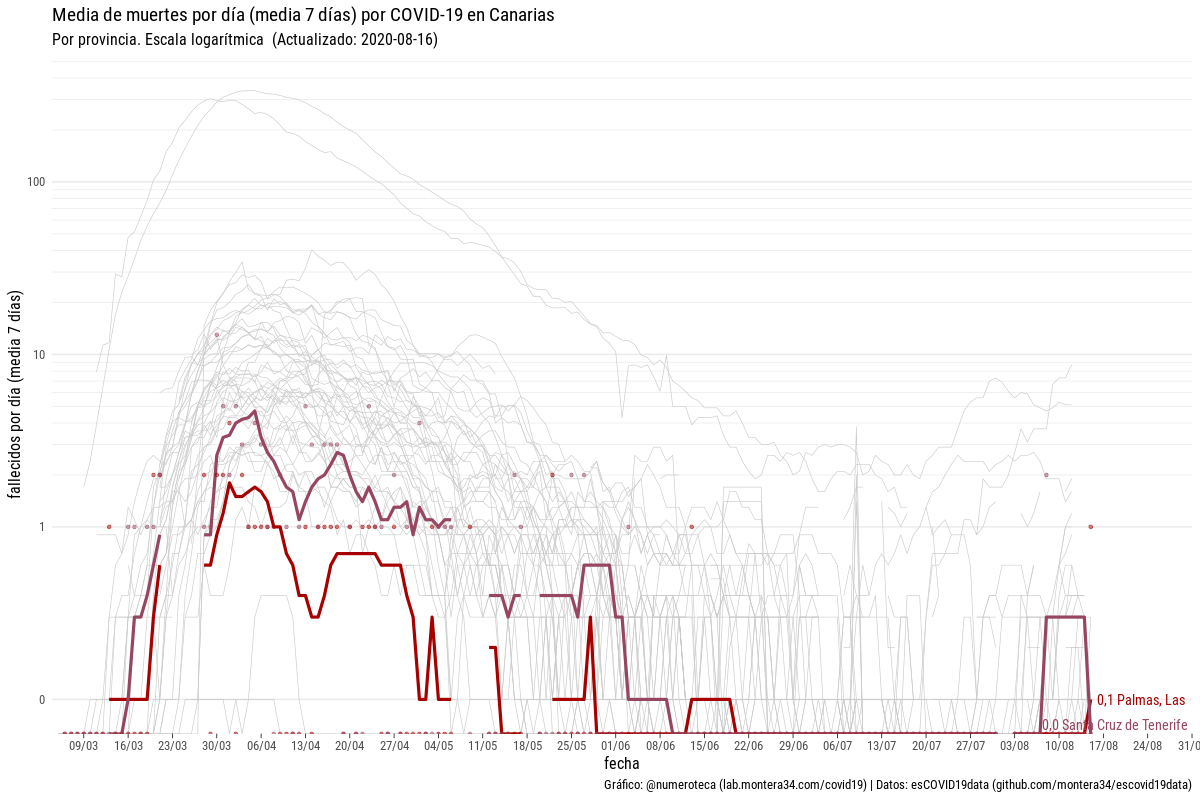 Media de muertes por día (media 7 días) por COVID-19 en Canarias
Por provincia. Escala logarítmica (Actualizado: 2020-08-16)
fallecidos por día (media 7 días)
100
10
1
0
0,1 Palmas, Las
0,0 Santa Cruz de Tenerife
09/03 16/03 23/03 30/03 06/04 13/04 20/04 27/04 04/05 11/05 18/05 25/05 01/06 08/06 15/06 22/06 29/06 06/07 13/07 20/07 27/07 03/08 10/08 17/08 24/08 31/0
fecha
Gráfico: @numeroteca (lab.montera34.com/covid19) | Datos: esCOVID19data (github.com/montera34/escovid19data)